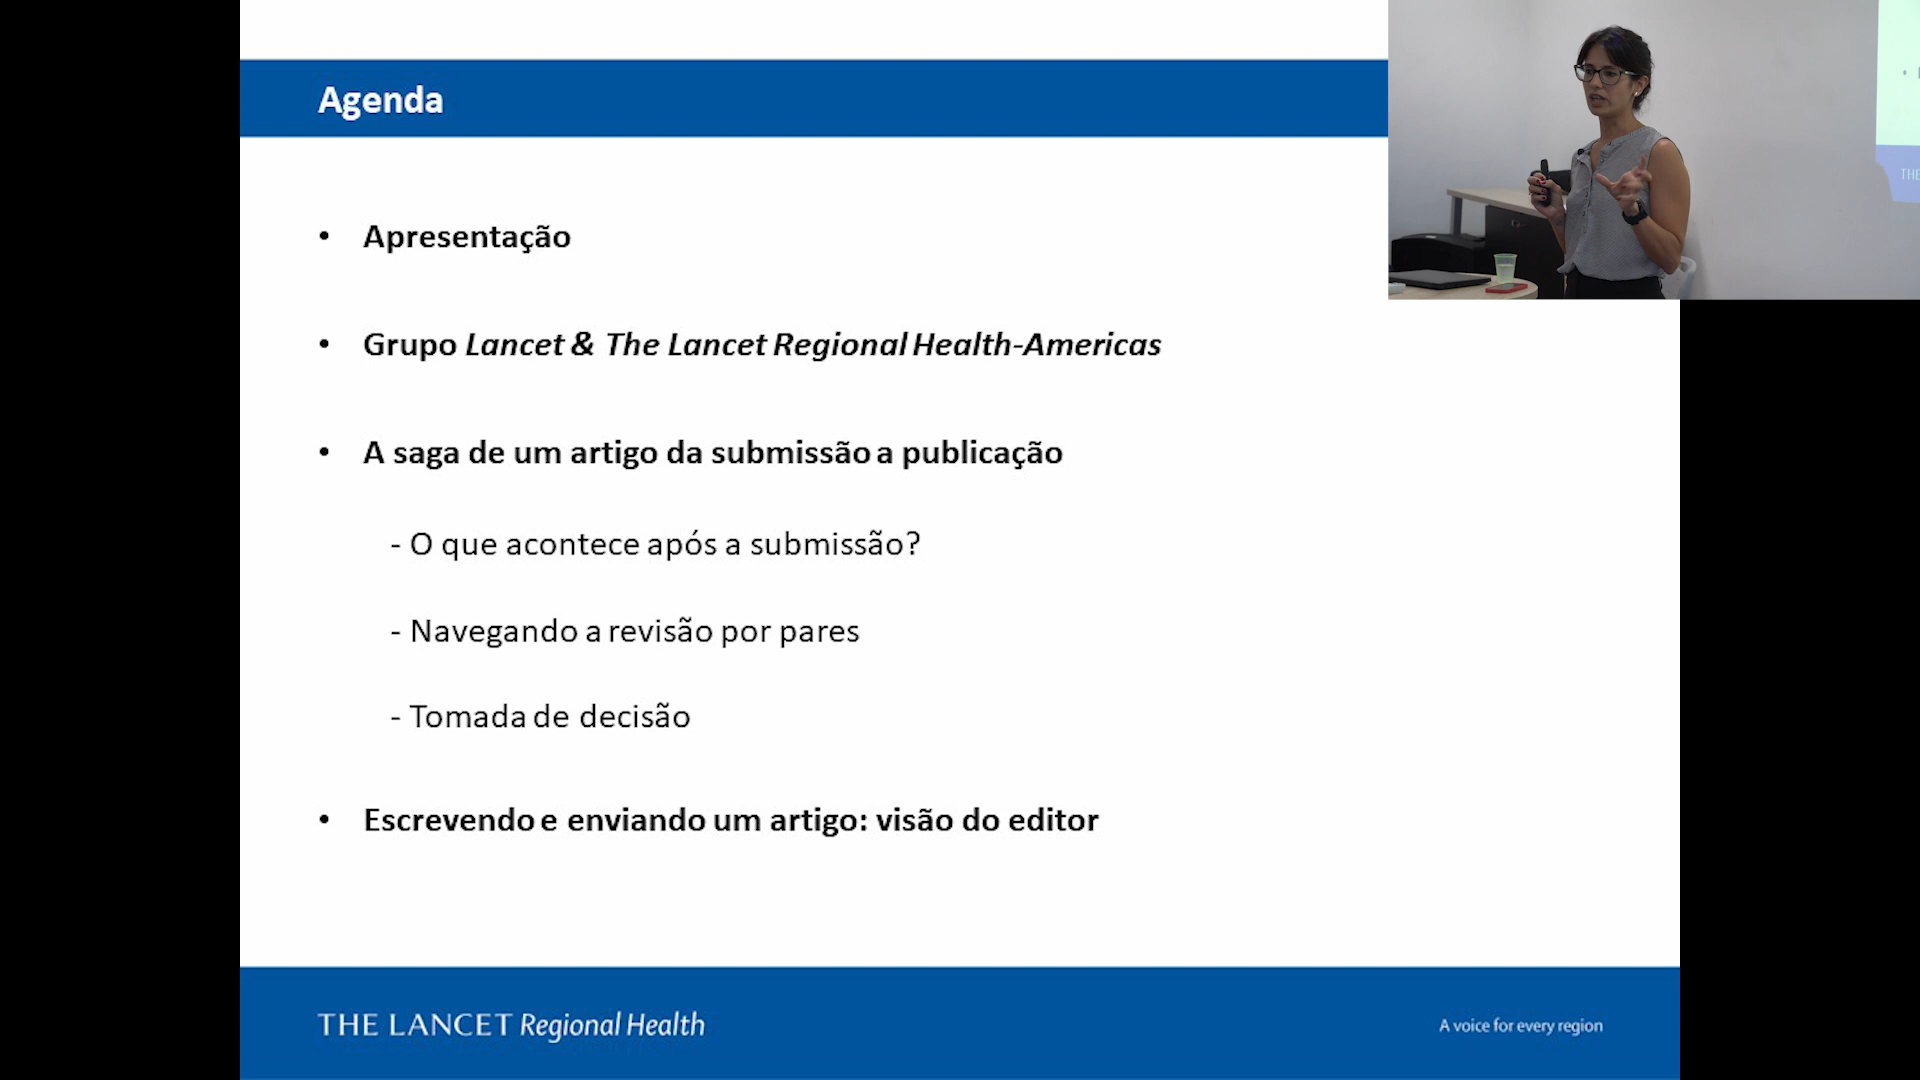 Agenda
• Apresentação
• Grupo Lancet & The Lancet Regional Health-Americas
• A saga de um artigo da submissão a publicação
- O que acontece após a submissão?
- Navegando a revisão por pares
- Tomada de decisão
• Escrevendo e enviando um artigo: visão do editor
THE LANCET Regional Health
A voice for every region
THE